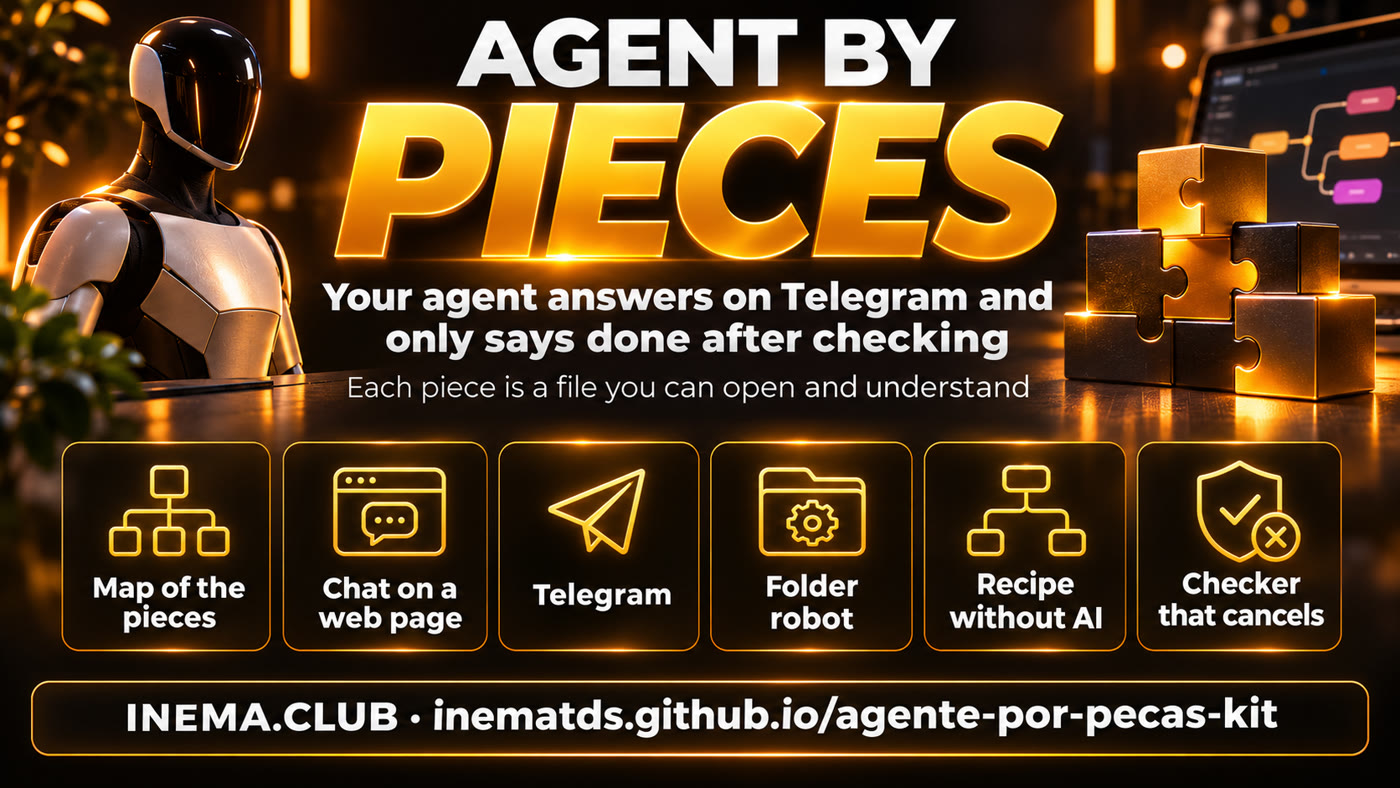 AGENT BY
PIECES
Your agent answers on Telegram and
only says done after checking
Each piece is a file you can open and understand
Map of the
pieces
Chat on a
web page
Telegram
Folder
robot
Recipe
without AI
Checker
that cancels
INEMA.CLUB · inematds.github.io/agente-por-pecas-kit